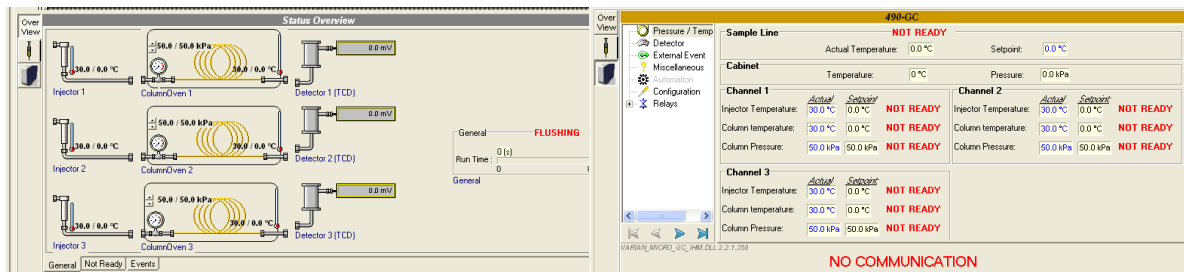 Over View
Status Overview
50.0 / 50.0 kPa
30.0 / 0.0 °C
30.0 / 0.0 °C
0.0 mV
Injector 1
ColumnOven 1
Detector 1 (TCD)
50.0 / 50.0 kPa
0.0 mV
Injector 2
ColumnOven 2
Detector 2 (TCD)
50.0 / 50.0 kPa
30.0 / 0.0 °C
30.0 / 0.0 °C
0.0 mV
Injector 3
ColumnOven 3
Detector 3 (TCD)
General
FLUSHING
0 (s)
Run Time :
0
General
General Not Ready Events
Over View
490-GC
Pressure / Temp
Detector
External Event
Miscellaneous
Automation
Configuration
Relays
VARIAN_MICRO_GC_IHM.DLL 2.2.1.350
Sample Line NOT READY
Actual Temperature: 0.0 °C Setpoint: 0.0 °C
Cabinet
Temperature: 0 °C Pressure: 0.0 kPa
Channel 1
Actual Setpoint
Injector Temperature: 30.0 °C 0.0 °C NOT READY
Column temperature: 30.0 °C 0.0 °C NOT READY
Column Pressure: 50.0 kPa 50.0 kPa NOT READY
Channel 2
Actual Setpoint
Injector Temperature: 30.0 °C 0.0 °C NOT READY
Column temperature: 30.0 °C 0.0 °C NOT READY
Column Pressure: 50.0 kPa 50.0 kPa NOT READY
Channel 3
Actual Setpoint
Injector Temperature: 30.0 °C 0.0 °C NOT READY
Column temperature: 30.0 °C 0.0 °C NOT READY
Column Pressure: 50.0 kPa 50.0 kPa NOT READY
NO COMMUNICATION